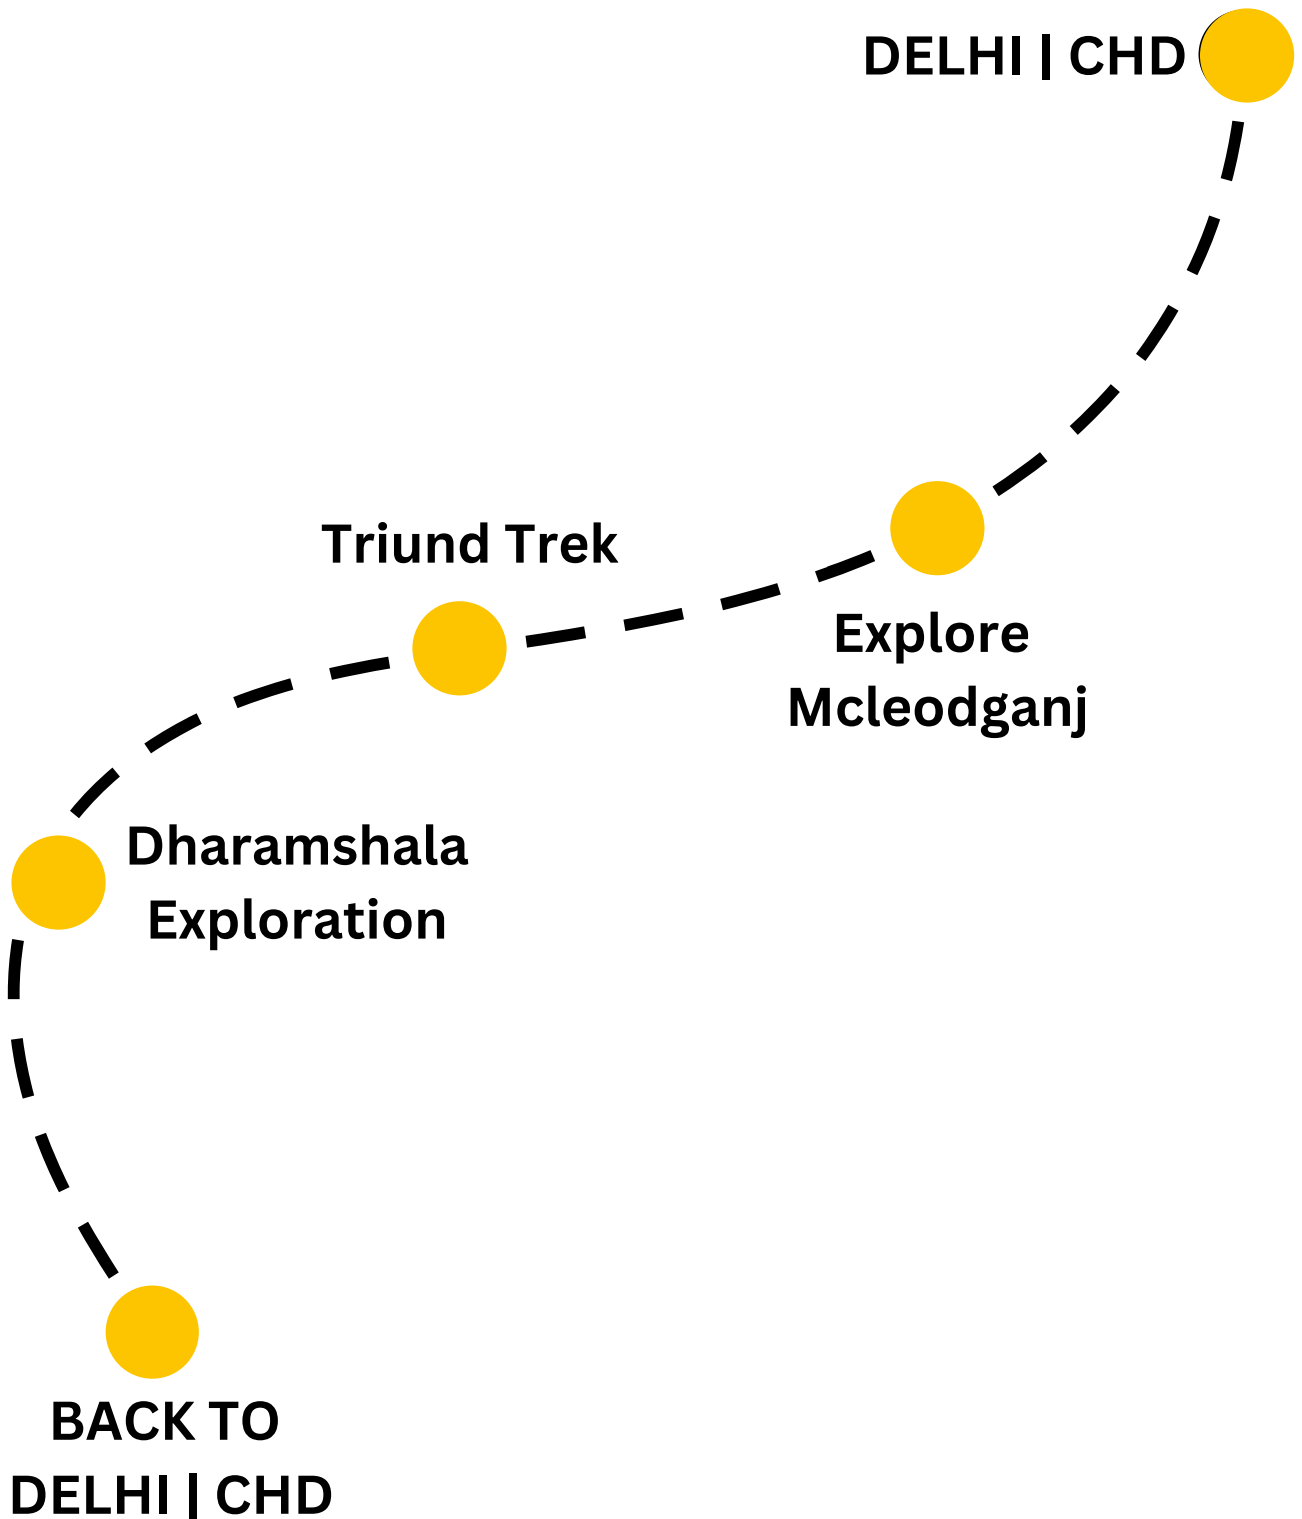 DELHI | CHD
Triund Trek
Explore
Mcleodganj
Dharamshala
Exploration
BACK TO
DELHI | CHD